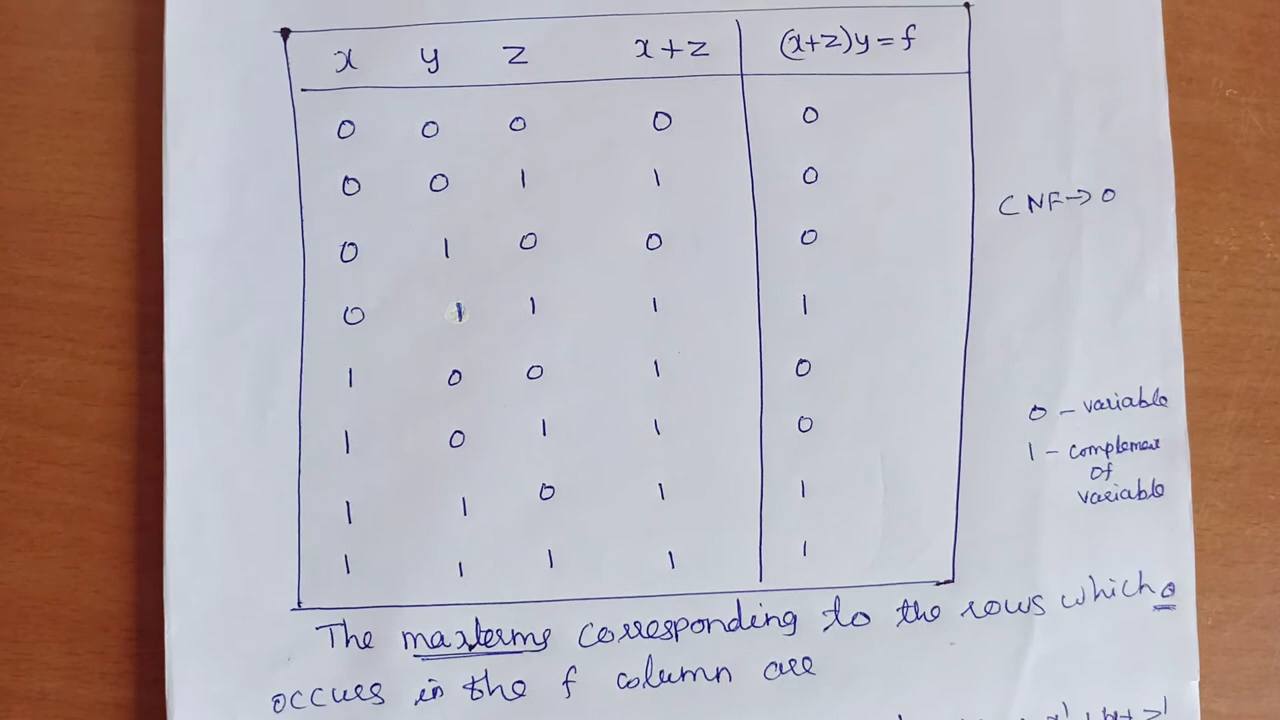 x y z x+z (x+z)y=f
0 0 0 0 0
0 0 1 1 0
CNF→0
0 1 0 0 0
0 1 1 1 1
1 0 0 1 0
0 - variable
1 0 1 1 0
1 - complement
of
variable
1 1 0 1 1
1 1 1 1 1
The maxterms corresponding to the rows which 0
occurs in the f column are